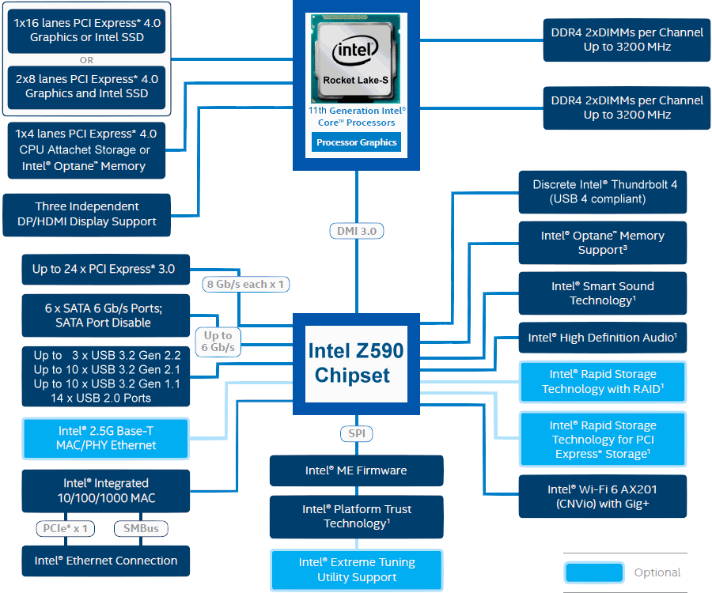 1x16 lanes PCI Express* 4.0
Graphics or Intel SSD
OR
2x8 lanes PCI Express* 4.0
Graphics and Intel SSD
1x4 lanes PCI Express* 4.0
CPU Attachet Storage or
Intel® Optane™ Memory
Three Independent
DP/HDMI Display Support
intel®
Rocket Lake-S
11th Generation Intel®
Core™ Processors
Processor Graphics
DDR4 2xDIMMs per Channel
Up to 3200 MHz
DDR4 2xDIMMs per Channel
Up to 3200 MHz
DMI 3.0
Up to 24 x PCI Express* 3.0
8 Gb/s each x 1
6 x SATA 6 Gb/s Ports;
SATA Port Disable
Up to
6 Gb/s
Up to 3 x USB 3.2 Gen 2.2
Up to 10 x USB 3.2 Gen 2.1
Up to 10 x USB 3.2 Gen 1.1
14 x USB 2.0 Ports
Intel® 2.5G Base-T
MAC/PHY Ethernet
Intel® Integrated
10/100/1000 MAC
PCIe* x 1
SMBus
Intel® Ethernet Connection
Intel Z590
Chipset
SPI
Intel® ME Firmware
Intel® Platform Trust
Technology¹
Intel® Extreme Tuning
Utility Support
Discrete Intel® Thundrbolt 4
(USB 4 compliant)
Intel® Optane™ Memory
Support³
Intel® Smart Sound
Technology¹
Intel® High Definition Audio¹
Intel® Rapid Storage
Technology with RAID¹
Intel® Rapid Storage
Technology for PCI
Express* Storage¹
Intel® Wi-Fi 6 AX201
(CNVio) with Gig+
Optional